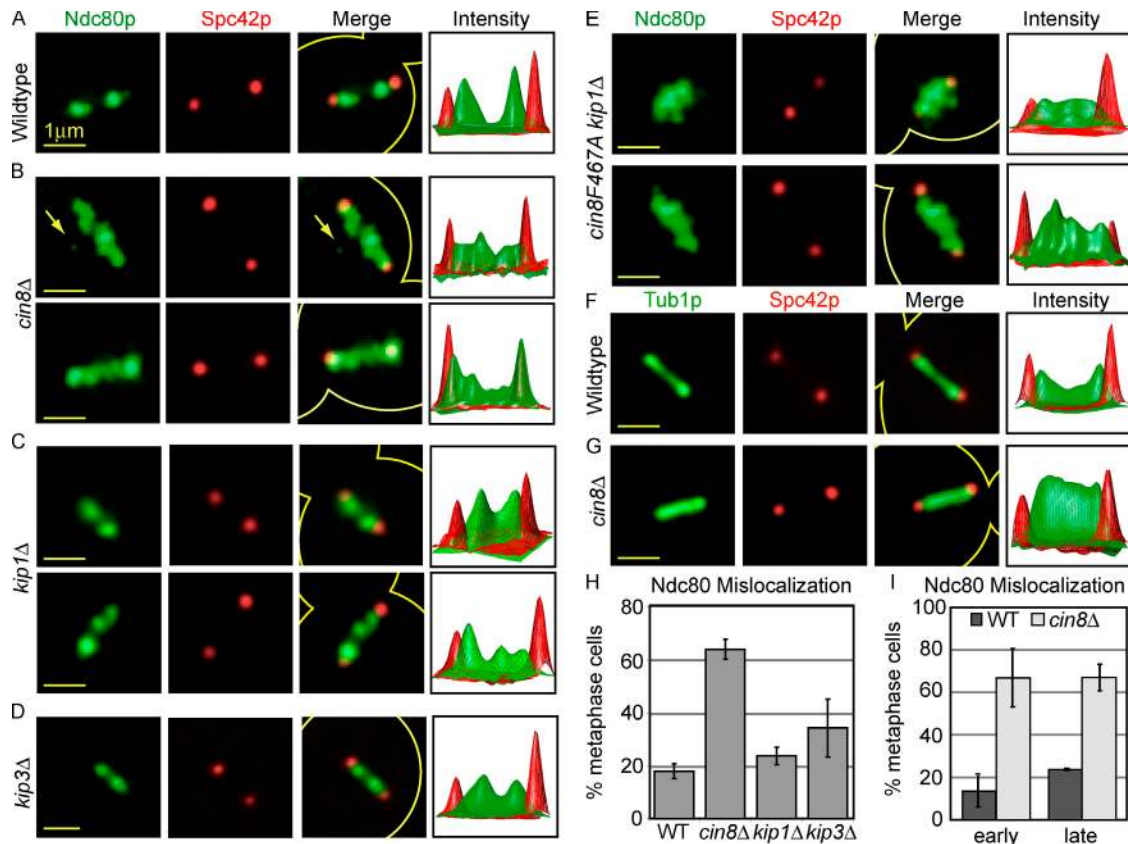 A
Ndc80p Spc42p Merge Intensity
Wildtype
1μm
B
cin8Δ
C
kip1Δ
D
kip3Δ
E
Ndc80p Spc42p Merge Intensity
cin8F467A kip1Δ
F
Tub1p Spc42p Merge Intensity
Wildtype
G
cin8Δ
H
Ndc80 Mislocalization
% metaphase cells
80
60
40
20
0
WT cin8Δ kip1Δ kip3Δ
I
Ndc80 Mislocalization
% metaphase cells
100
80
60
40
20
0
WT cin8Δ
early late